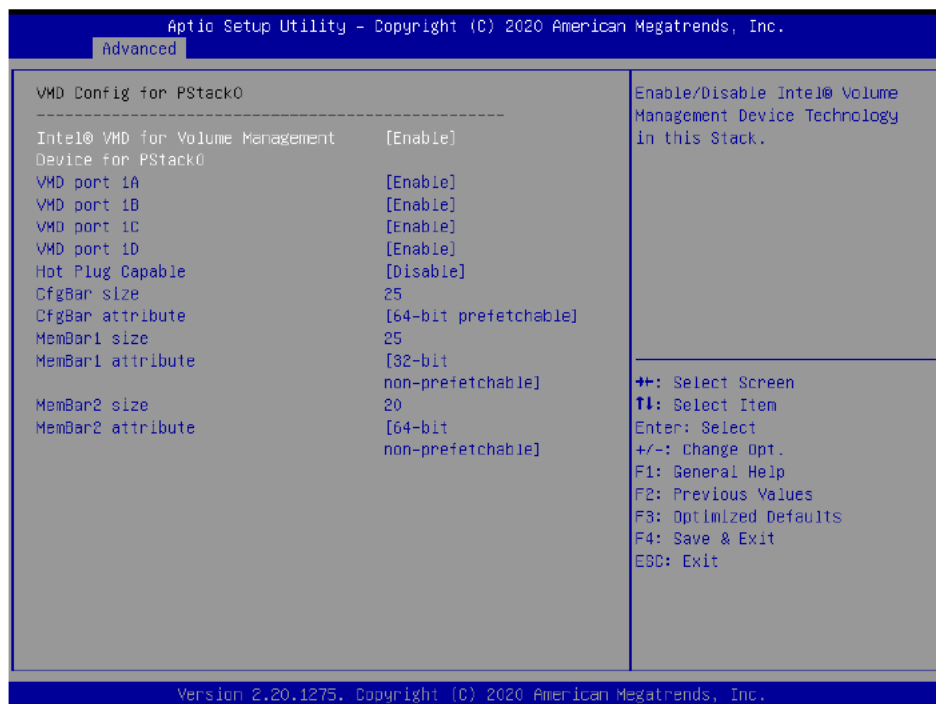 Aptio Setup Utility - Copyright (C) 2020 American Megatrends, Inc.
Advanced
VMD Config for PStack0
------------------------------------------------
Intel® VMD for Volume Management [Enable]
Device for PStack0
VMD port 1A [Enable]
VMD port 1B [Enable]
VMD port 1C [Enable]
VMD port 1D [Enable]
Hot Plug Capable [Disable]
CfgBar size 25
CfgBar attribute [64-bit prefetchable]
MemBar1 size 25
MemBar1 attribute [32-bit
non-prefetchable]
MemBar2 size 20
MemBar2 attribute [64-bit
non-prefetchable]
Enable/Disable Intel® Volume
Management Device Technology
in this Stack.
→←: Select Screen
↑↓: Select Item
Enter: Select
+/-: Change Opt.
F1: General Help
F2: Previous Values
F3: Optimized Defaults
F4: Save & Exit
ESC: Exit
Version 2.20.1275. Copyright (C) 2020 American Megatrends, Inc.